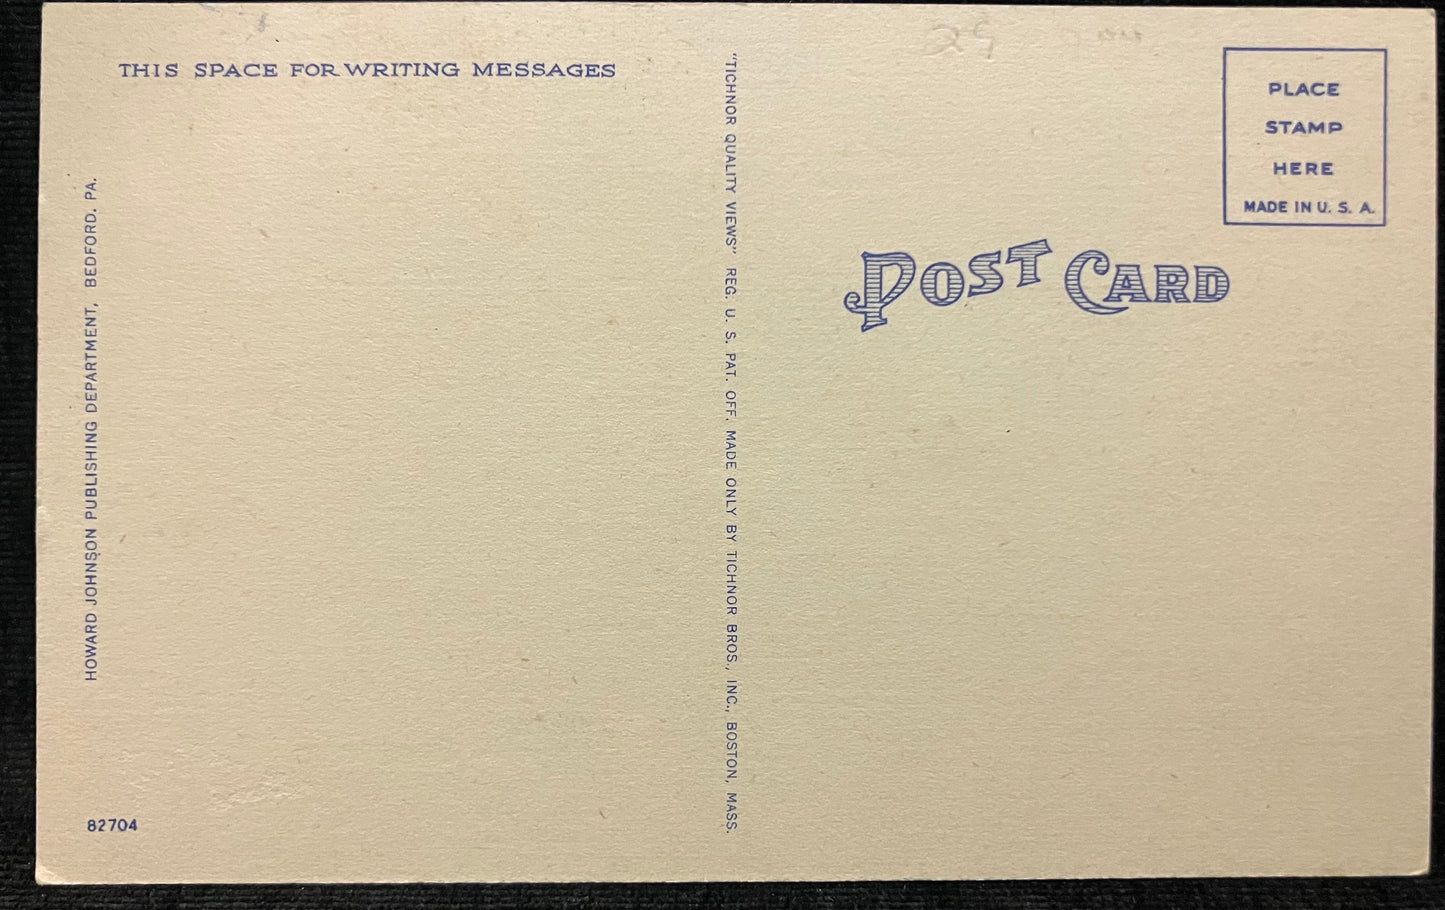 THIS SPACE FOR WRITING MESSAGES
HOWARD JOHNSON PUBLISHING DEPARTMENT, BEDFORD, PA.
82704
"TICHNOR QUALITY VIEWS" REG. U. S. PAT. OFF. MADE ONLY BY TICHNOR BROS., INC., BOSTON, MASS.
POST CARD
PLACE
STAMP
HERE
MADE IN U. S. A.